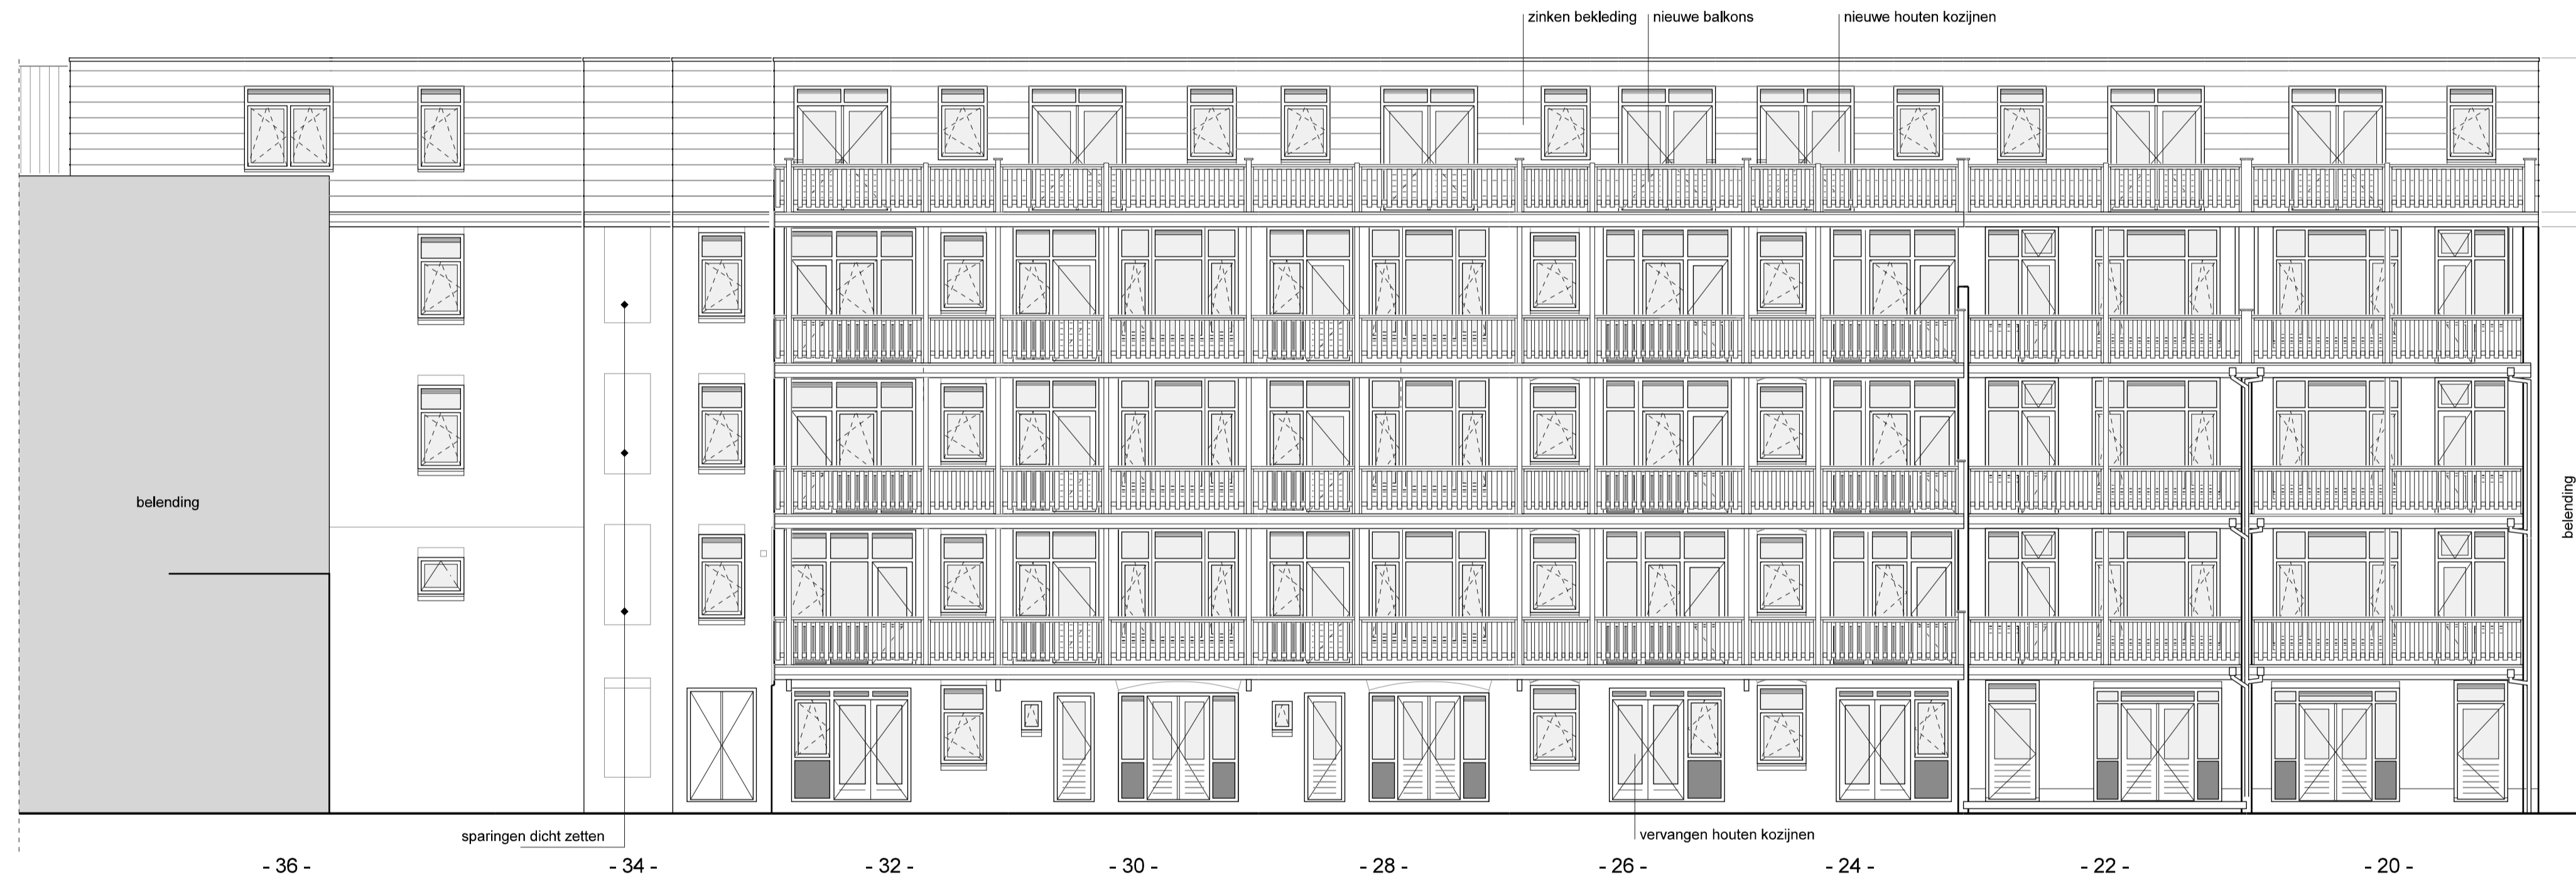 zinken bekleding
nieuwe balkons
nieuwe houten kozijnen
belending
belending
sparingen dicht zetten
vervangen houten kozijnen
- 36 -
- 34 -
- 32 -
- 30 -
- 28 -
- 26 -
- 24 -
- 22 -
- 20 -